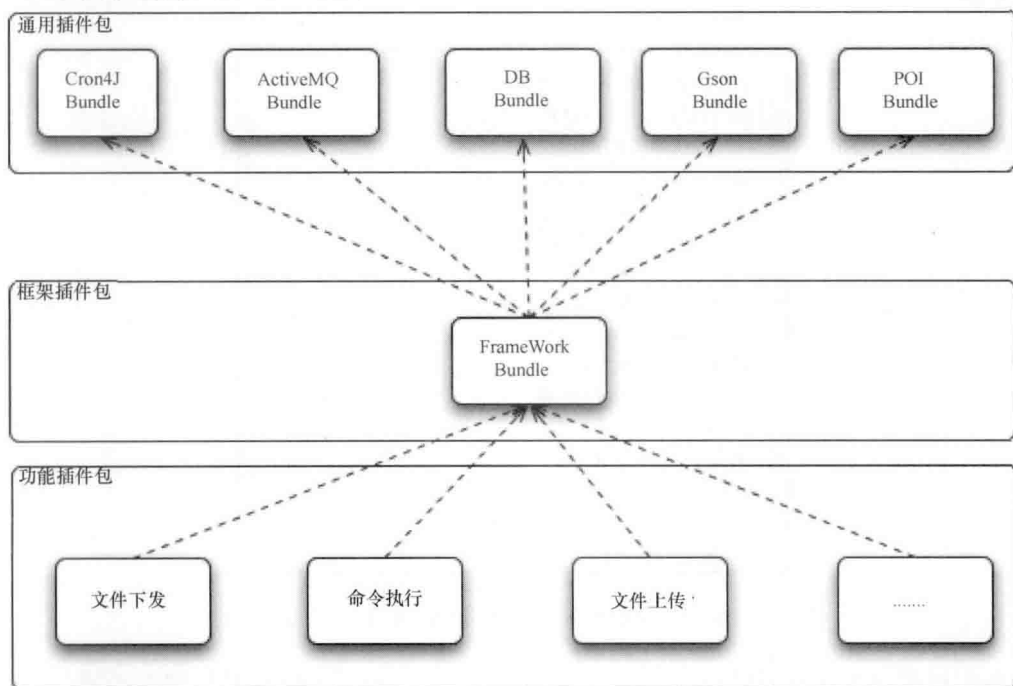 通用插件包
Cron4J
Bundle
ActiveMQ
Bundle
DB
Bundle
Gson
Bundle
POI
Bundle
框架插件包
FrameWork
Bundle
功能插件包
文件下发
命令执行
文件上传
.......